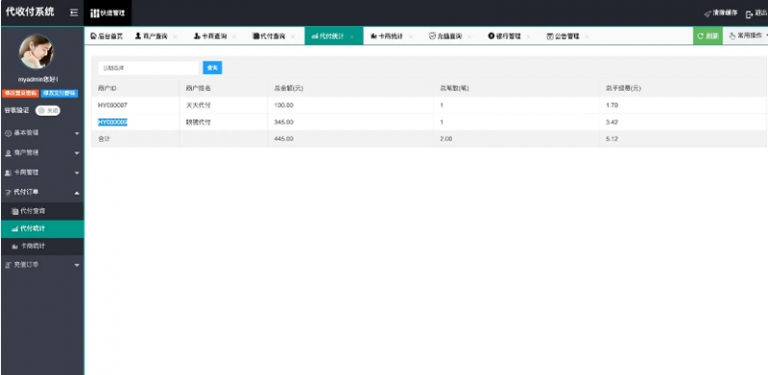 代收付系统
快捷管理
清除缓存
退出
后台首页
商户查询
卡商查询
代付查询
代付统计
卡商统计
充值查询
银行管理
公告管理
刷新
常用操作
myadmin您好!
修改登录密码
修改支付密码
谷歌验证
关闭
基本管理
商户管理
卡商管理
代付订单
代付查询
代付统计
卡商统计
充值订单
日期选择
查询
商户ID 商户姓名 总金额(元) 总笔数(笔) 总手续费(元)
HY000007 天天代付 100.00 1 1.70
HY000009 联德代付 345.00 1 3.42
合计 445.00 2.00 5.12